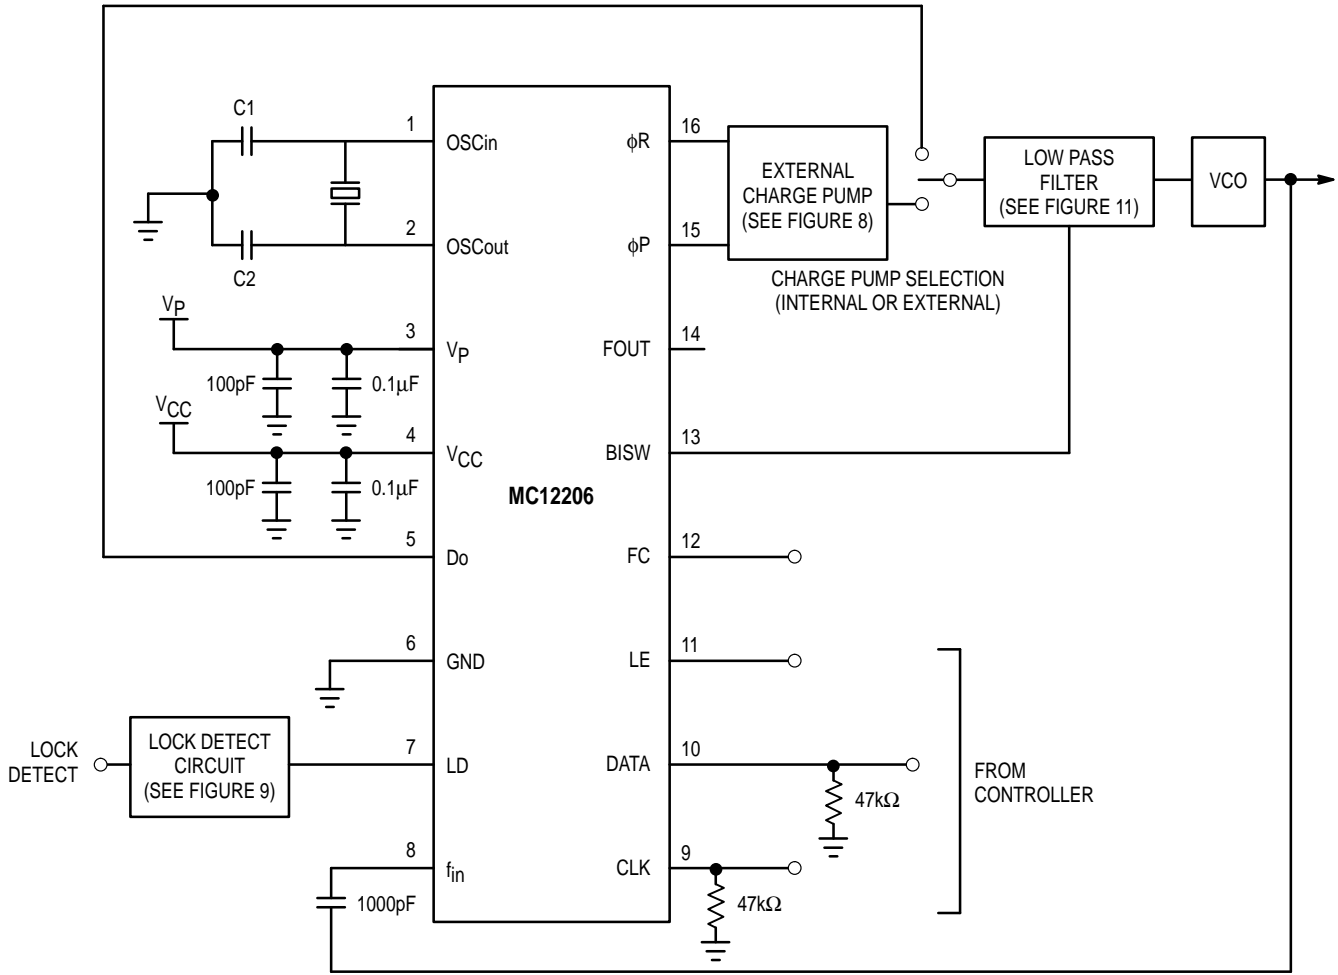 C1
1
OSCin
C2
2
OSCout
VP
3
VP
100pF
0.1μF
VCC
4
VCC
100pF
0.1μF
MC12206
5
Do
6
GND
LOCK
DETECT
LOCK DETECT
CIRCUIT
(SEE FIGURE 9)
7
LD
8
fin
1000pF
ϕR
16
ϕP
15
EXTERNAL
CHARGE PUMP
(SEE FIGURE 8)
CHARGE PUMP SELECTION
(INTERNAL OR EXTERNAL)
LOW PASS
FILTER
(SEE FIGURE 11)
VCO
FOUT
14
BISW
13
FC
12
LE
11
DATA
10
47kΩ
CLK
9
47kΩ
FROM
CONTROLLER